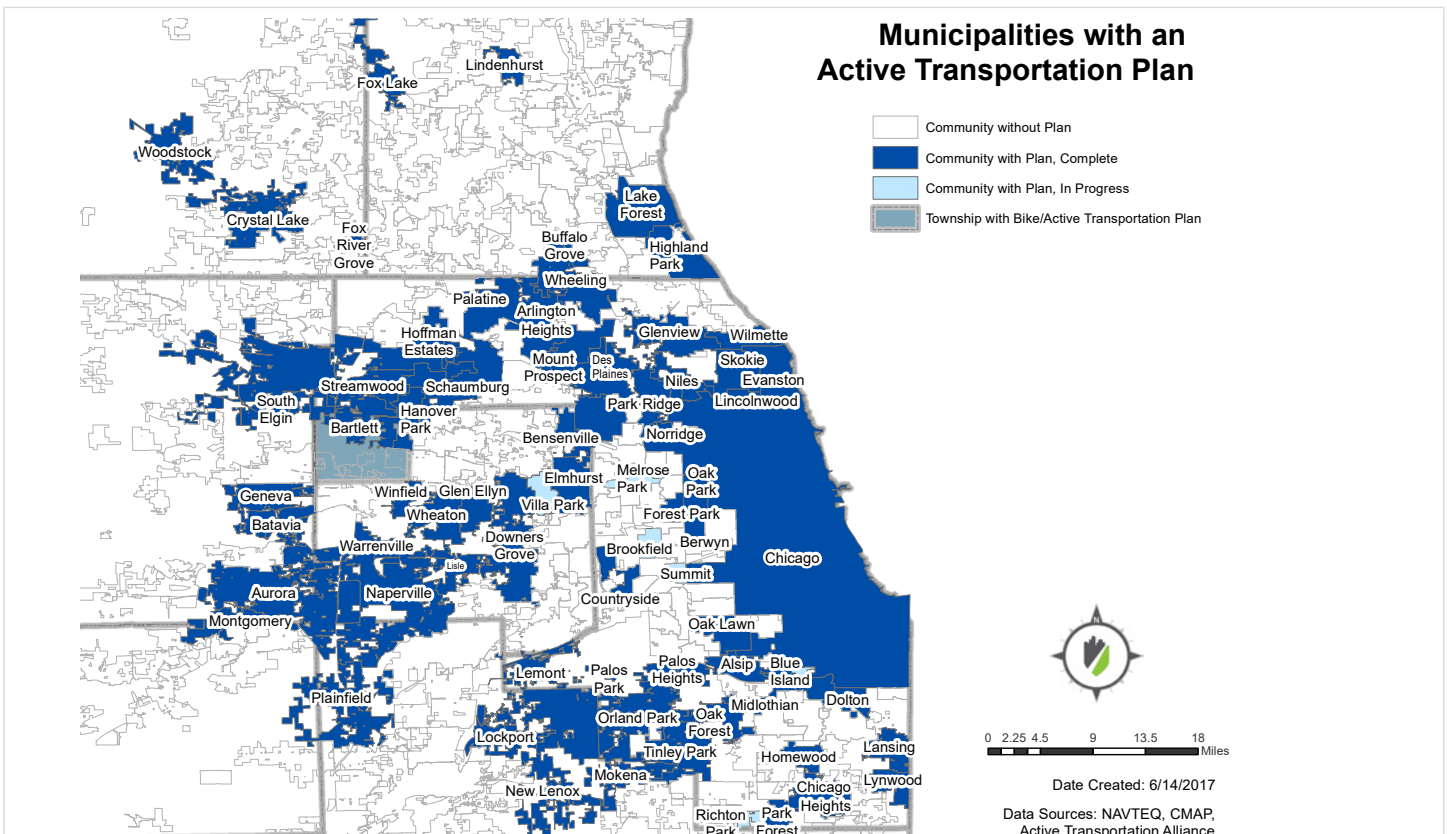 Municipalities with an
Active Transportation Plan
Community without Plan
Community with Plan, Complete
Community with Plan, In Progress
Township with Bike/Active Transportation Plan
Lindenhurst
Fox Lake
Woodstock
Crystal Lake
Fox
River
Grove
Lake
Forest
Highland
Park
Buffalo
Grove
Wheeling
Palatine
Arlington
Heights
Hoffman
Estates
Glenview
Wilmette
Mount
Prospect
Des
Plaines
Skokie
Niles
Evanston
Lincolnwood
Streamwood
Schaumburg
South
Elgin
Hanover
Park
Park Ridge
Bartlett
Bensenville
Norridge
Melrose
Park
Oak
Park
Elmhurst
Villa Park
Geneva
Winfield
Glen Ellyn
Wheaton
Forest Park
Batavia
Downers
Grove
Warrenville
Lisle
Brookfield
Berwyn
Chicago
Summit
Aurora
Naperville
Countryside
Montgomery
Oak Lawn
Lemont
Palos
Park
Palos
Heights
Alsip
Blue
Island
Plainfield
Midlothian
Dolton
Orland Park
Oak
Forest
Lockport
Tinley Park
Homewood
Lansing
Mokena
Lynwood
New Lenox
Chicago
Heights
Richton
Park
Park
Forest
N
0 2.25 4.5 9 13.5 18
Miles
Date Created: 6/14/2017
Data Sources: NAVTEQ, CMAP,
Active Transportation Alliance